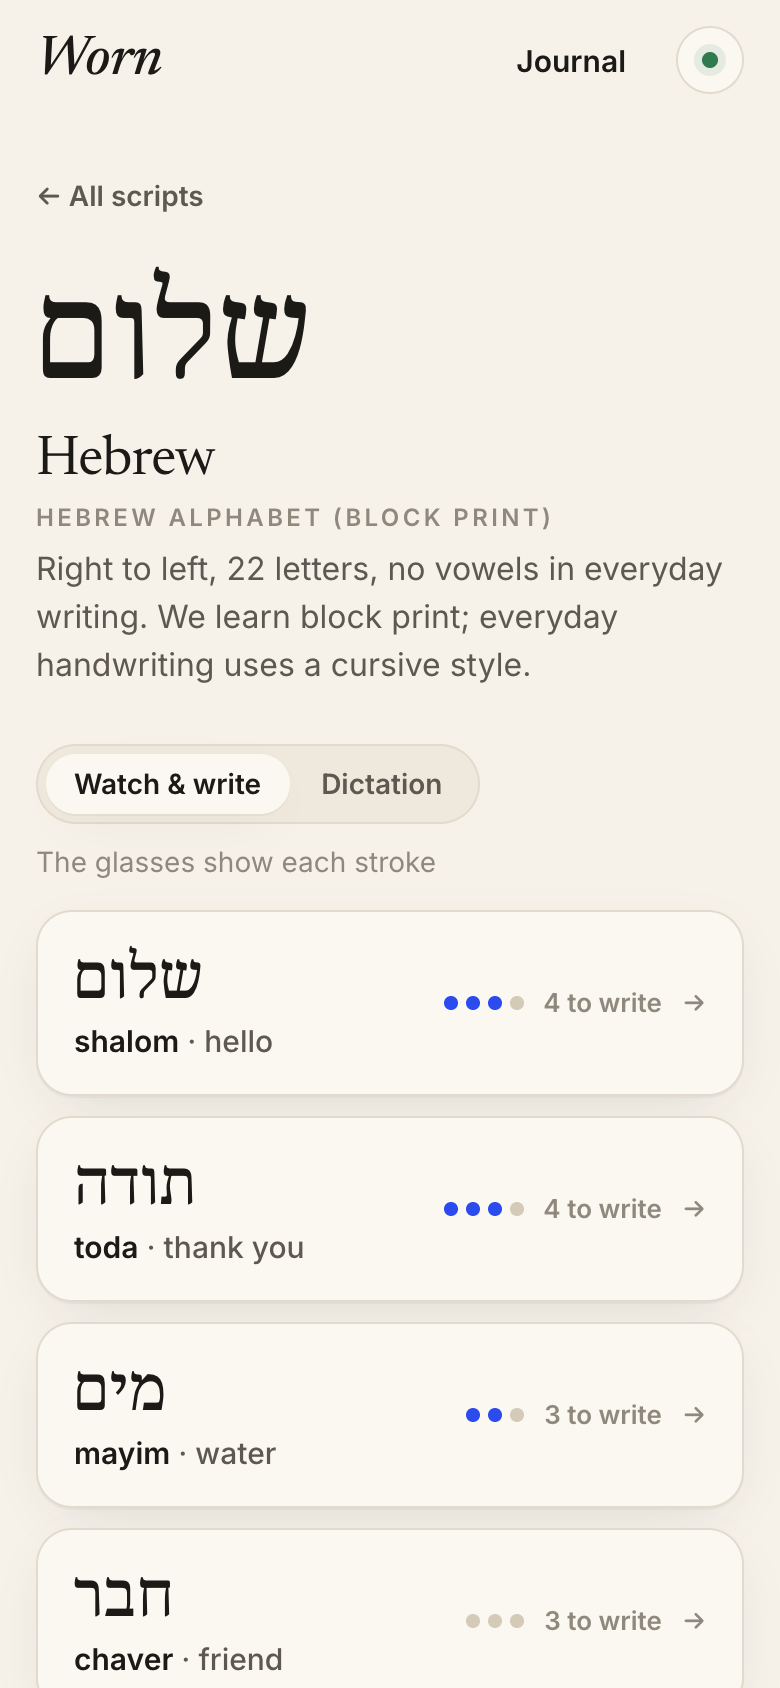 Worn
Journal
← All scripts
שלום
Hebrew
HEBREW ALPHABET (BLOCK PRINT)
Right to left, 22 letters, no vowels in everyday
writing. We learn block print; everyday
handwriting uses a cursive style.
Watch & write
Dictation
The glasses show each stroke
שלום
shalom · hello
4 to write →
תודה
toda · thank you
4 to write →
מים
mayim · water
3 to write →
חבר
chaver · friend
3 to write →